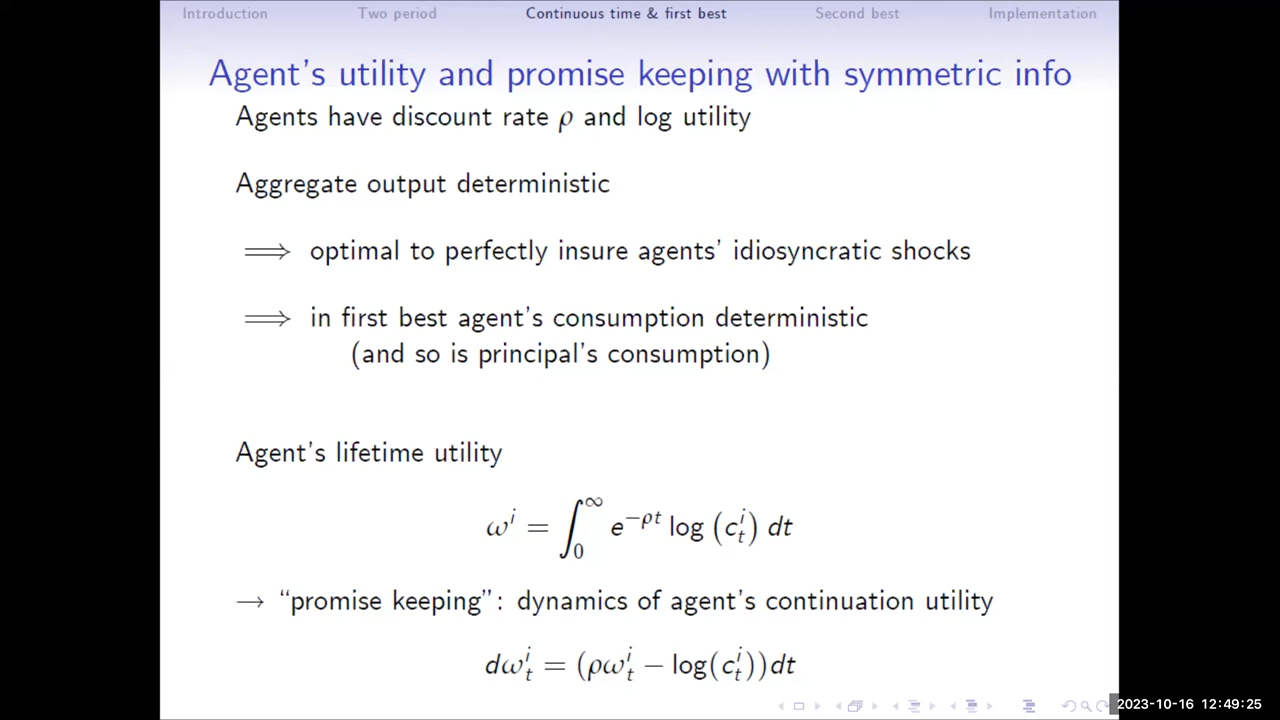 Introduction Two period Continuous time & first best Second best Implementation
Agent's utility and promise keeping with symmetric info
Agents have discount rate ρ and log utility
Aggregate output deterministic
⟹ optimal to perfectly insure agents' idiosyncratic shocks
⟹ in first best agent's consumption deterministic
(and so is principal's consumption)
Agent's lifetime utility
ω^i = ∫_0^∞ e^{−ρt} log (c_t^i) dt
→ “promise keeping”: dynamics of agent's continuation utility
dω_t^i = (ρω_t^i − log(c_t^i))dt
2023-10-16 12:49:25